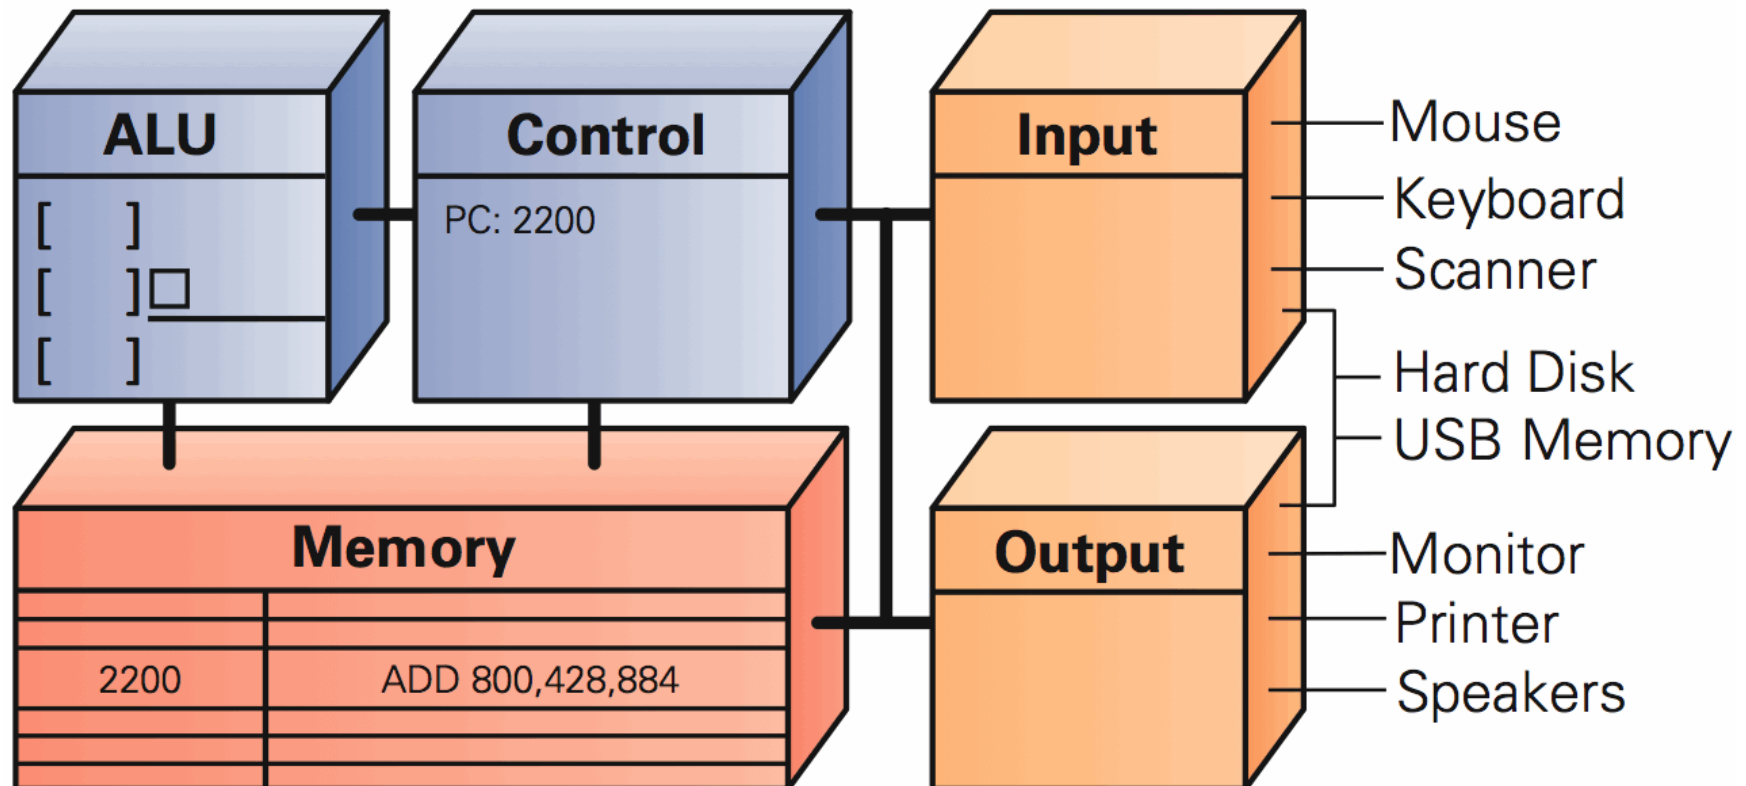 ALU
[ ]
[ ]
[ ]
Control
PC: 2200
Input
Mouse
Keyboard
Scanner
Hard Disk
USB Memory
Memory
2200 ADD 800,428,884
Output
Monitor
Printer
Speakers